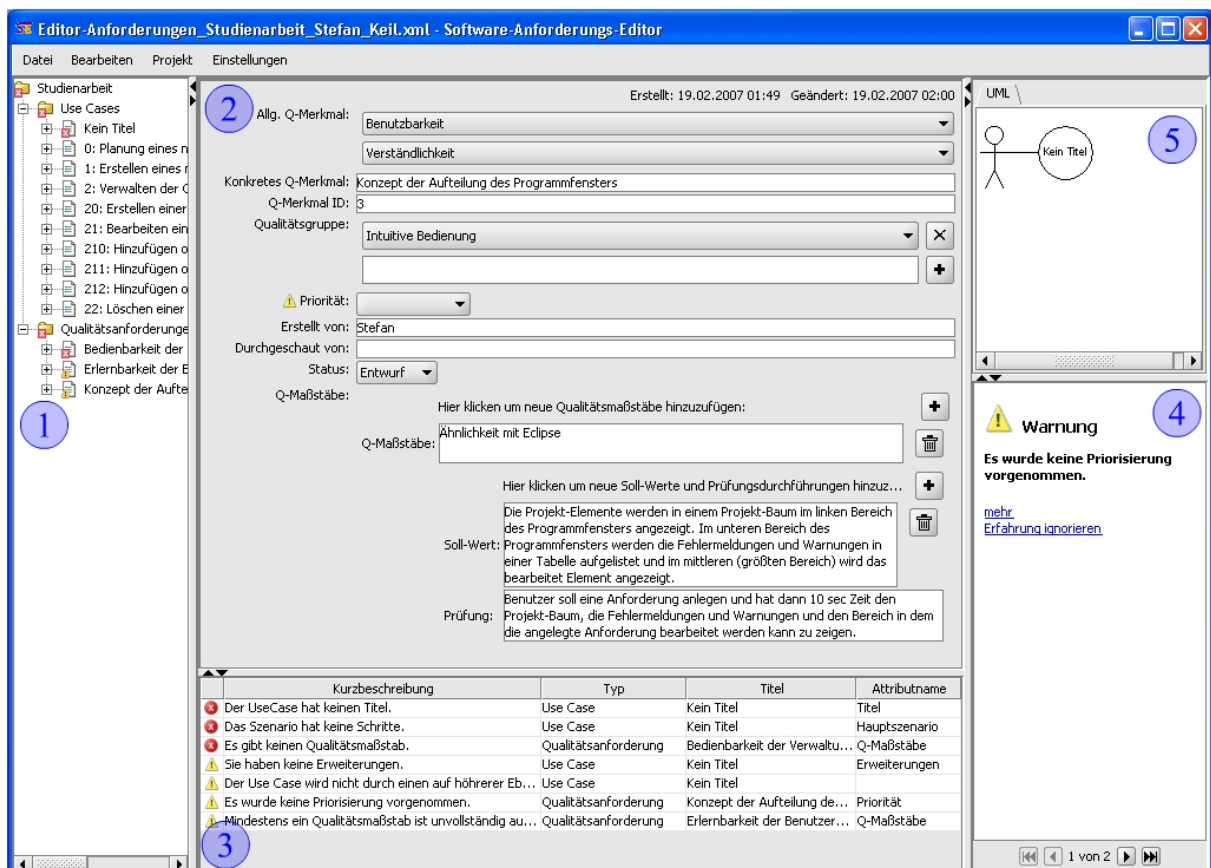 Editor-Anforderungen_Studienarbeit_Stefan_Keil.xml - Software-Anforderungs-Editor
Datei Bearbeiten Projekt Einstellungen
Studienarbeit
Use Cases
Kein Titel
0: Planung eines n
1: Erstellen eines
2: Verwalten der
20: Erstellen einer
21: Bearbeiten ein
210: Hinzufügen o
211: Hinzufügen o
212: Hinzufügen o
22: Löschen einer
Qualitätsanforderunge
Bedienbarkeit der
Erlernbarkeit der B
Konzept der Aufte
1
2
Erstellt: 19.02.2007 01:49 Geändert: 19.02.2007 02:00
Allg. Q-Merkmal:
Benutzbarkeit
Verständlichkeit
Konkretes Q-Merkmal: Konzept der Aufteilung des Programmfensters
Q-Merkmal ID: 3
Qualitätsgruppe:
Intuitive Bedienung
Priorität:
Erstellt von: Stefan
Durchgeschaut von:
Status: Entwurf
Q-Maßstäbe:
Hier klicken um neue Qualitätsmaßstäbe hinzuzufügen:
Q-Maßstäbe: Ähnlichkeit mit Eclipse
Hier klicken um neue Soll-Werte und Prüfungsdurchführungen hinzuz...
Soll-Wert:
Die Projekt-Elemente werden in einem Projekt-Baum im linken Bereich
des Programmfensters angezeigt. Im unteren Bereich des
Programmfensters werden die Fehlermeldungen und Warnungen in
einer Tabelle aufgelistet und im mittleren (größten Bereich) wird das
bearbeitet Element angezeigt.
Prüfung:
Benutzer soll eine Anforderung anlegen und hat dann 10 sec Zeit den
Projekt-Baum, die Fehlermeldungen und Warnungen und den Bereich in dem
die angelegte Anforderung bearbeitet werden kann zu zeigen.
Kurzbeschreibung Typ Titel Attributname
Der UseCase hat keinen Titel. Use Case Kein Titel Titel
Das Szenario hat keine Schritte. Use Case Kein Titel Hauptszenario
Es gibt keinen Qualitätsmaßstab. Qualitätsanforderung Bedienbarkeit der Verwaltu... Q-Maßstäbe
Sie haben keine Erweiterungen. Use Case Kein Titel Erweiterungen
Der Use Case wird nicht durch einen auf höhrerer Eb... Use Case Kein Titel
Es wurde keine Priorisierung vorgenommen. Qualitätsanforderung Konzept der Aufteilung de... Priorität
Mindestens ein Qualitätsmaßstab ist unvollständig au... Qualitätsanforderung Erlernbarkeit der Benutzer... Q-Maßstäbe
3
UML
Kein Titel
5
4
Warnung
Es wurde keine Priorisierung
vorgenommen.
mehr
Erfahrung ignorieren
1 von 2